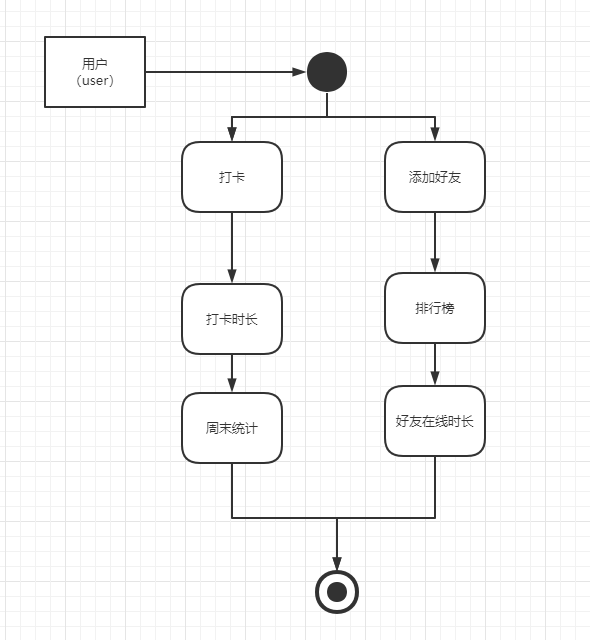 用户
（user）
打卡
添加好友
打卡时长
排行榜
周末统计
好友在线时长